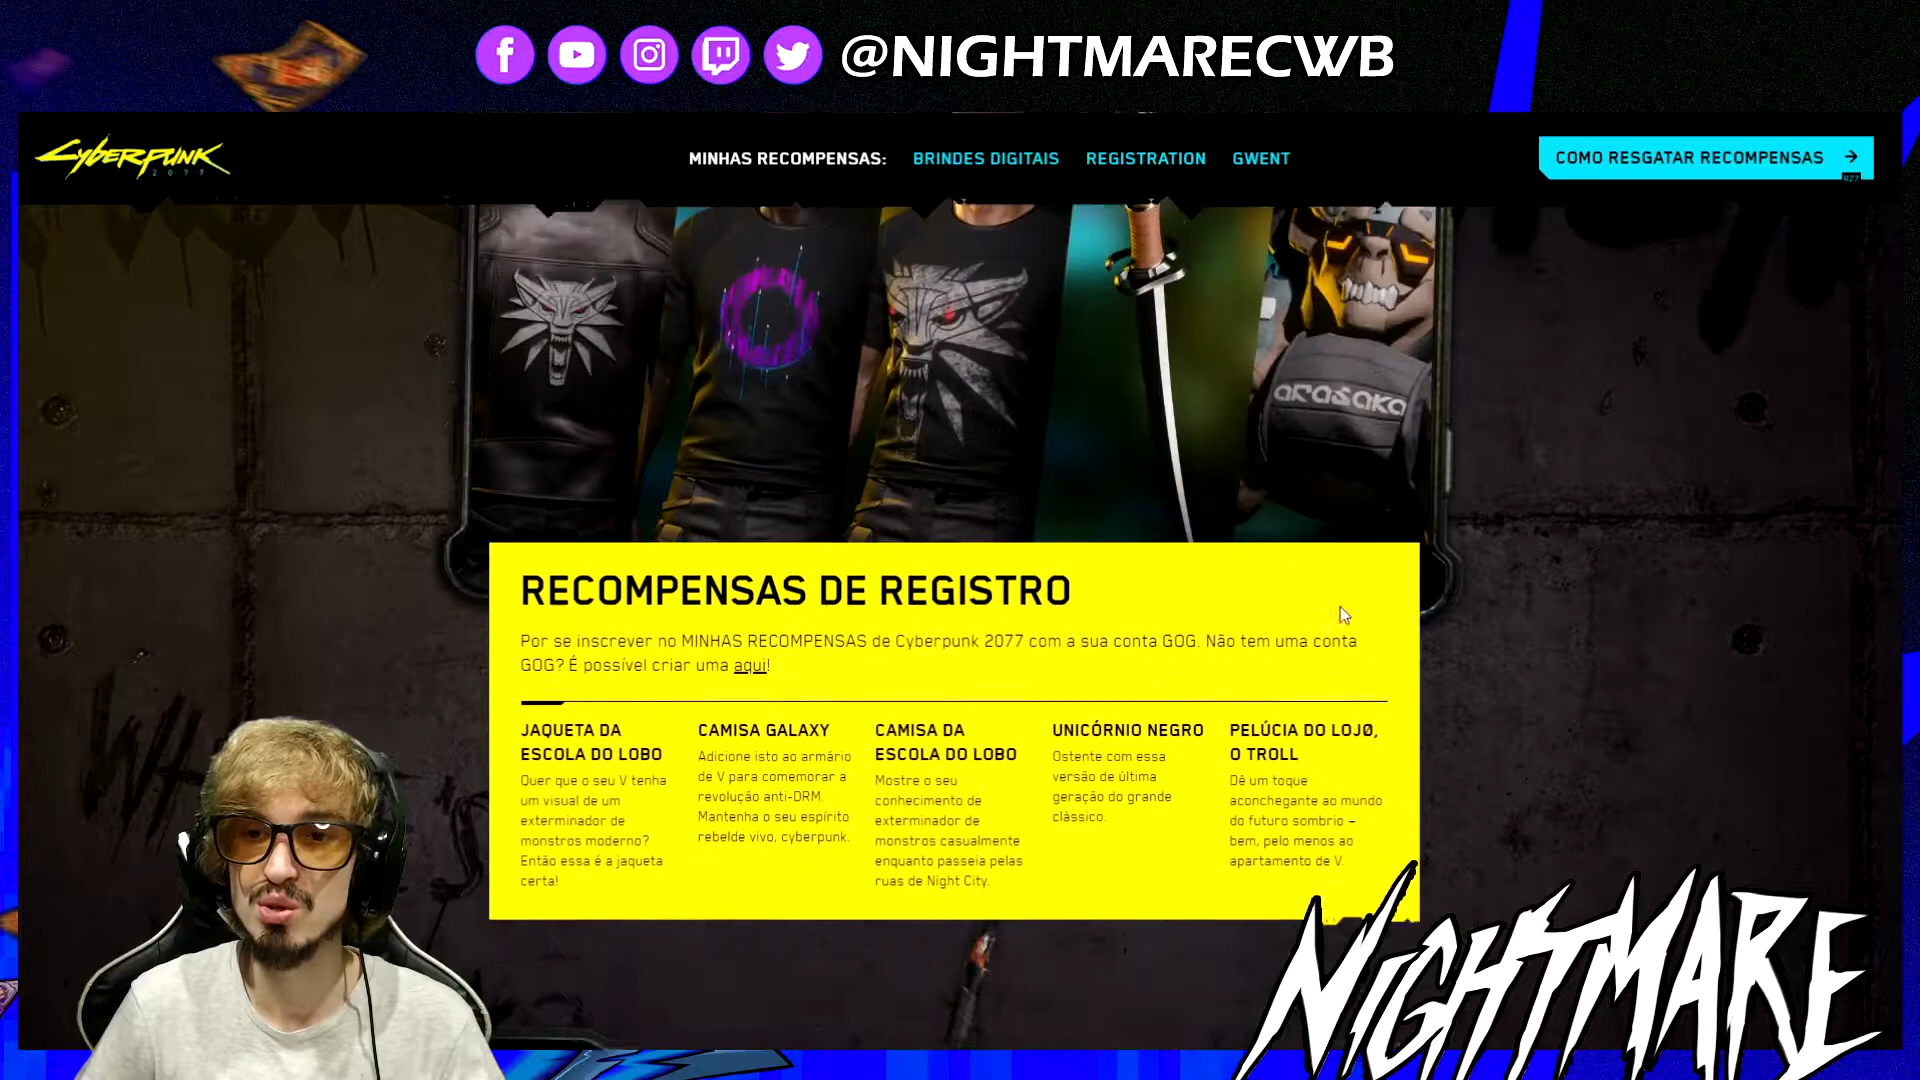 @NIGHTMARECWB
Cyberpunk
2077
MINHAS RECOMPENSAS:
BRINDES DIGITAIS
REGISTRATION
GWENT
COMO RESGATAR RECOMPENSAS
R27
arasaka
RECOMPENSAS DE REGISTRO
Por se inscrever no MINHAS RECOMPENSAS de Cyberpunk 2077 com a sua conta GOG. Não tem uma conta
GOG? É possível criar uma aqui!
JAQUETA DA
ESCOLA DO LOBO
Quer que o seu V tenha
um visual de um
exterminador de
monstros moderno?
Então essa é a jaqueta
certa!
CAMISA GALAXY
Adicione isto ao armário
de V para comemorar a
revolução anti-DRM.
Mantenha o seu espírito
rebelde vivo, cyberpunk.
CAMISA DA
ESCOLA DO LOBO
Mostre o seu
conhecimento de
exterminador de
monstros casualmente
enquanto passeia pelas
ruas de Night City.
UNICÓRNIO NEGRO
Ostente com essa
versão de última
geração do grande
clássico.
PELÚCIA DO LOJØ,
O TROLL
Dê um toque
aconchegante ao mundo
do futuro sombrio –
bem, pelo menos ao
apartamento de V.
NIGHTMARE